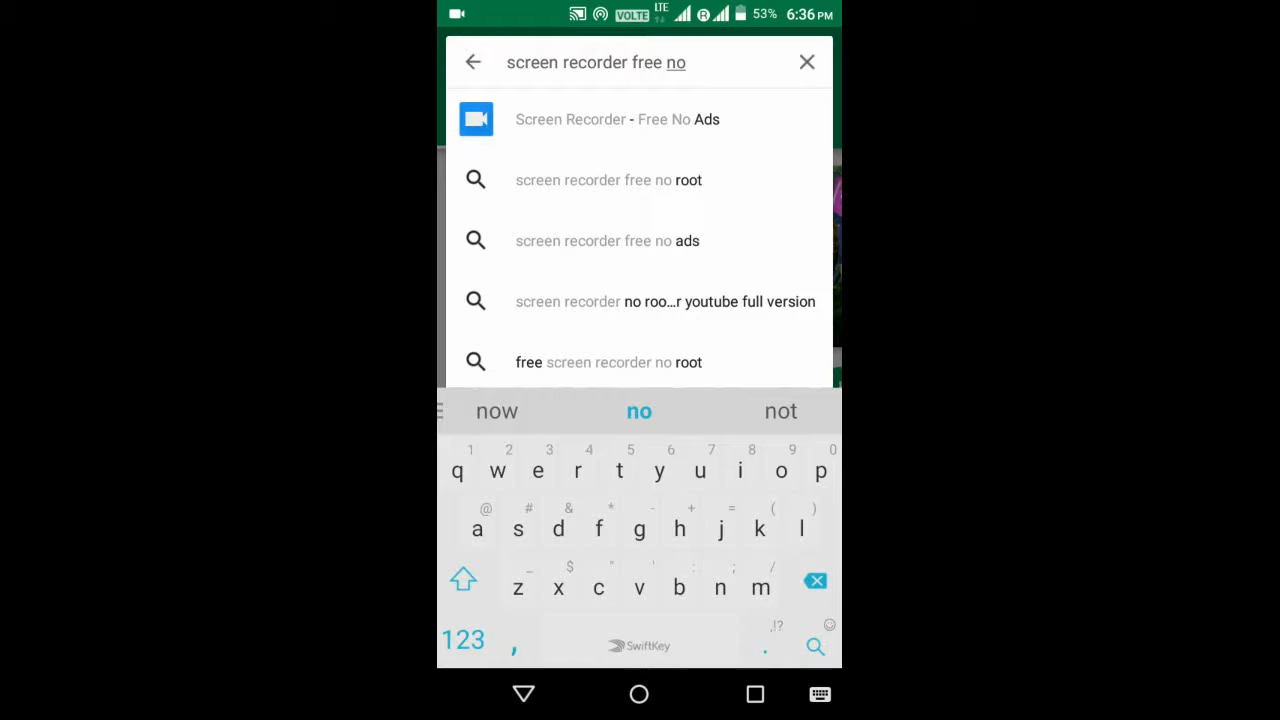 VOLTE LTE R 53% 6:36 PM
screen recorder free no
Screen Recorder - Free No Ads
screen recorder free no root
screen recorder free no ads
screen recorder no roo...r youtube full version
free screen recorder no root
now no not
1 2 3 4 5 6 7 8 9 0
q w e r t y u i o p
@ # & * - + = ( )
a s d f g h j k l
_ $ " ' : ; /
z x c v b n m
,!?
123 , SwiftKey .